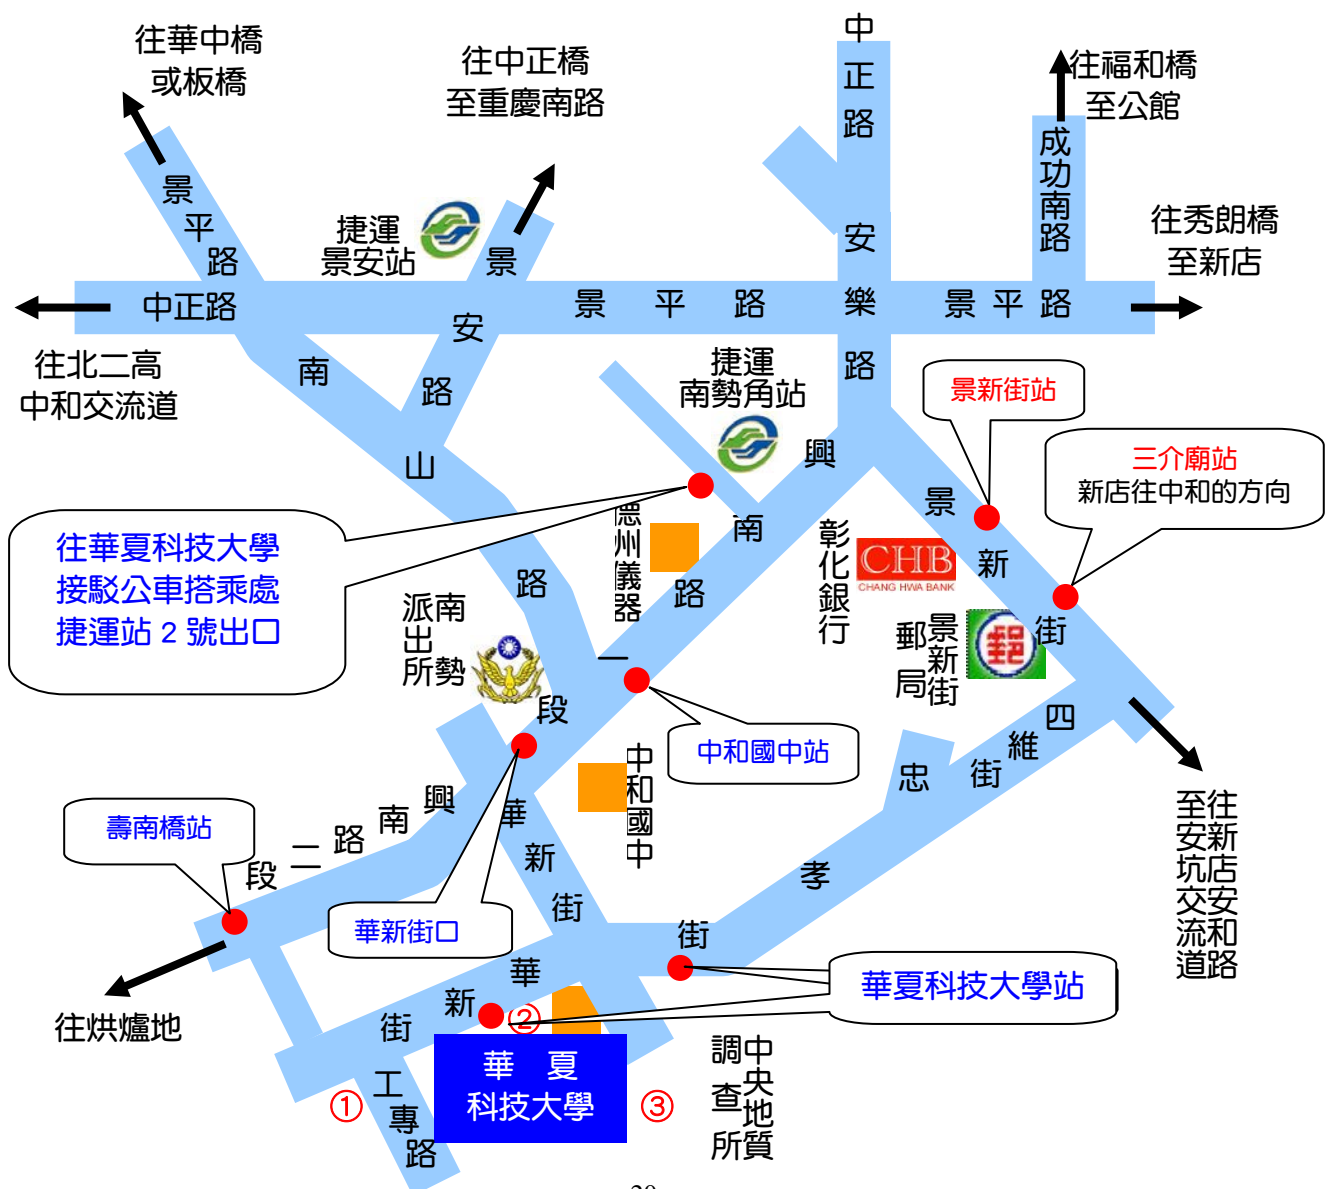 往華中橋
或板橋
往中正橋
至重慶南路
中正路
往福和橋
至公館
成功南路
往秀朗橋
至新店
景平路
捷運
景安站
景安路
中正路
景平路
安樂路
景平路
往北二高
中和交流道
南山路
捷運
南勢角站
景新街站
三介廟站
新店往中和的方向
興南路一段
景新街
往華夏科技大學
接駁公車搭乘處
捷運站 2 號出口
德州儀器
彰化銀行
CHB
CHANG HWA BANK
南勢
派出所
景新街
郵局
郵
中和國中站
中和國中
四維街
忠孝街
往新店安和路
至安坑交流道
壽南橋站
興南路二段
華新街
華新街口
華新街
華夏科技大學站
往烘爐地
①
②
③
華夏
科技大學
工專路
中央地質
調查所